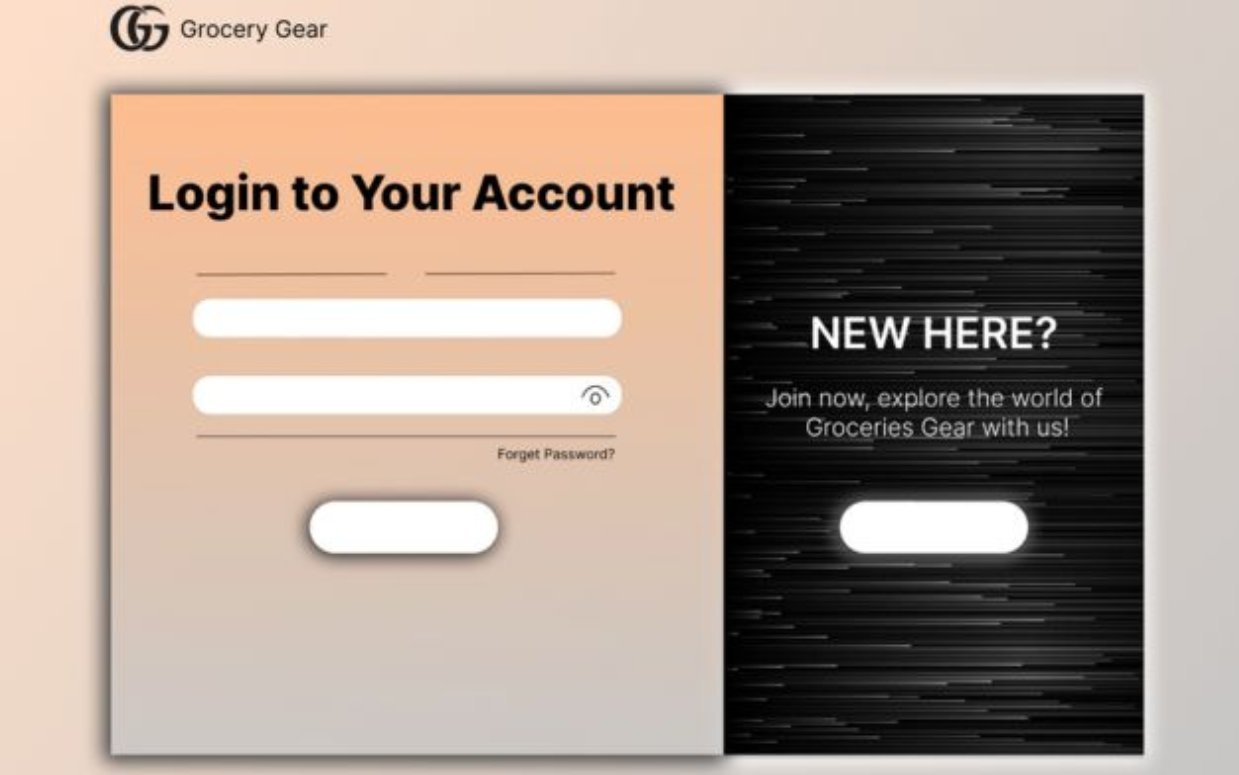 GG Grocery Gear
Login to Your Account
Forget Password?
NEW HERE?
Join now, explore the world of
Groceries Gear with us!